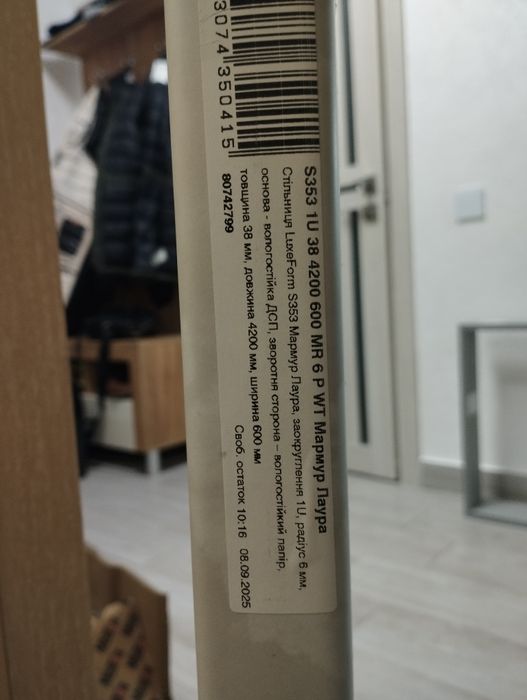 3074350415
S353 1U 38 4200 600 MR 6 P WT Мармур Лаура
Стільниця LuxeForm S353 Мармур Лаура, заокруглення 1U, радіус 6 мм,
основа - вологостійка ДСП, зворотня сторона – вологостійкий папір,
товщина 38 мм, довжина 4200 мм, ширина 600 мм
80742799
Своб. остаток 10:16 08.09.2025